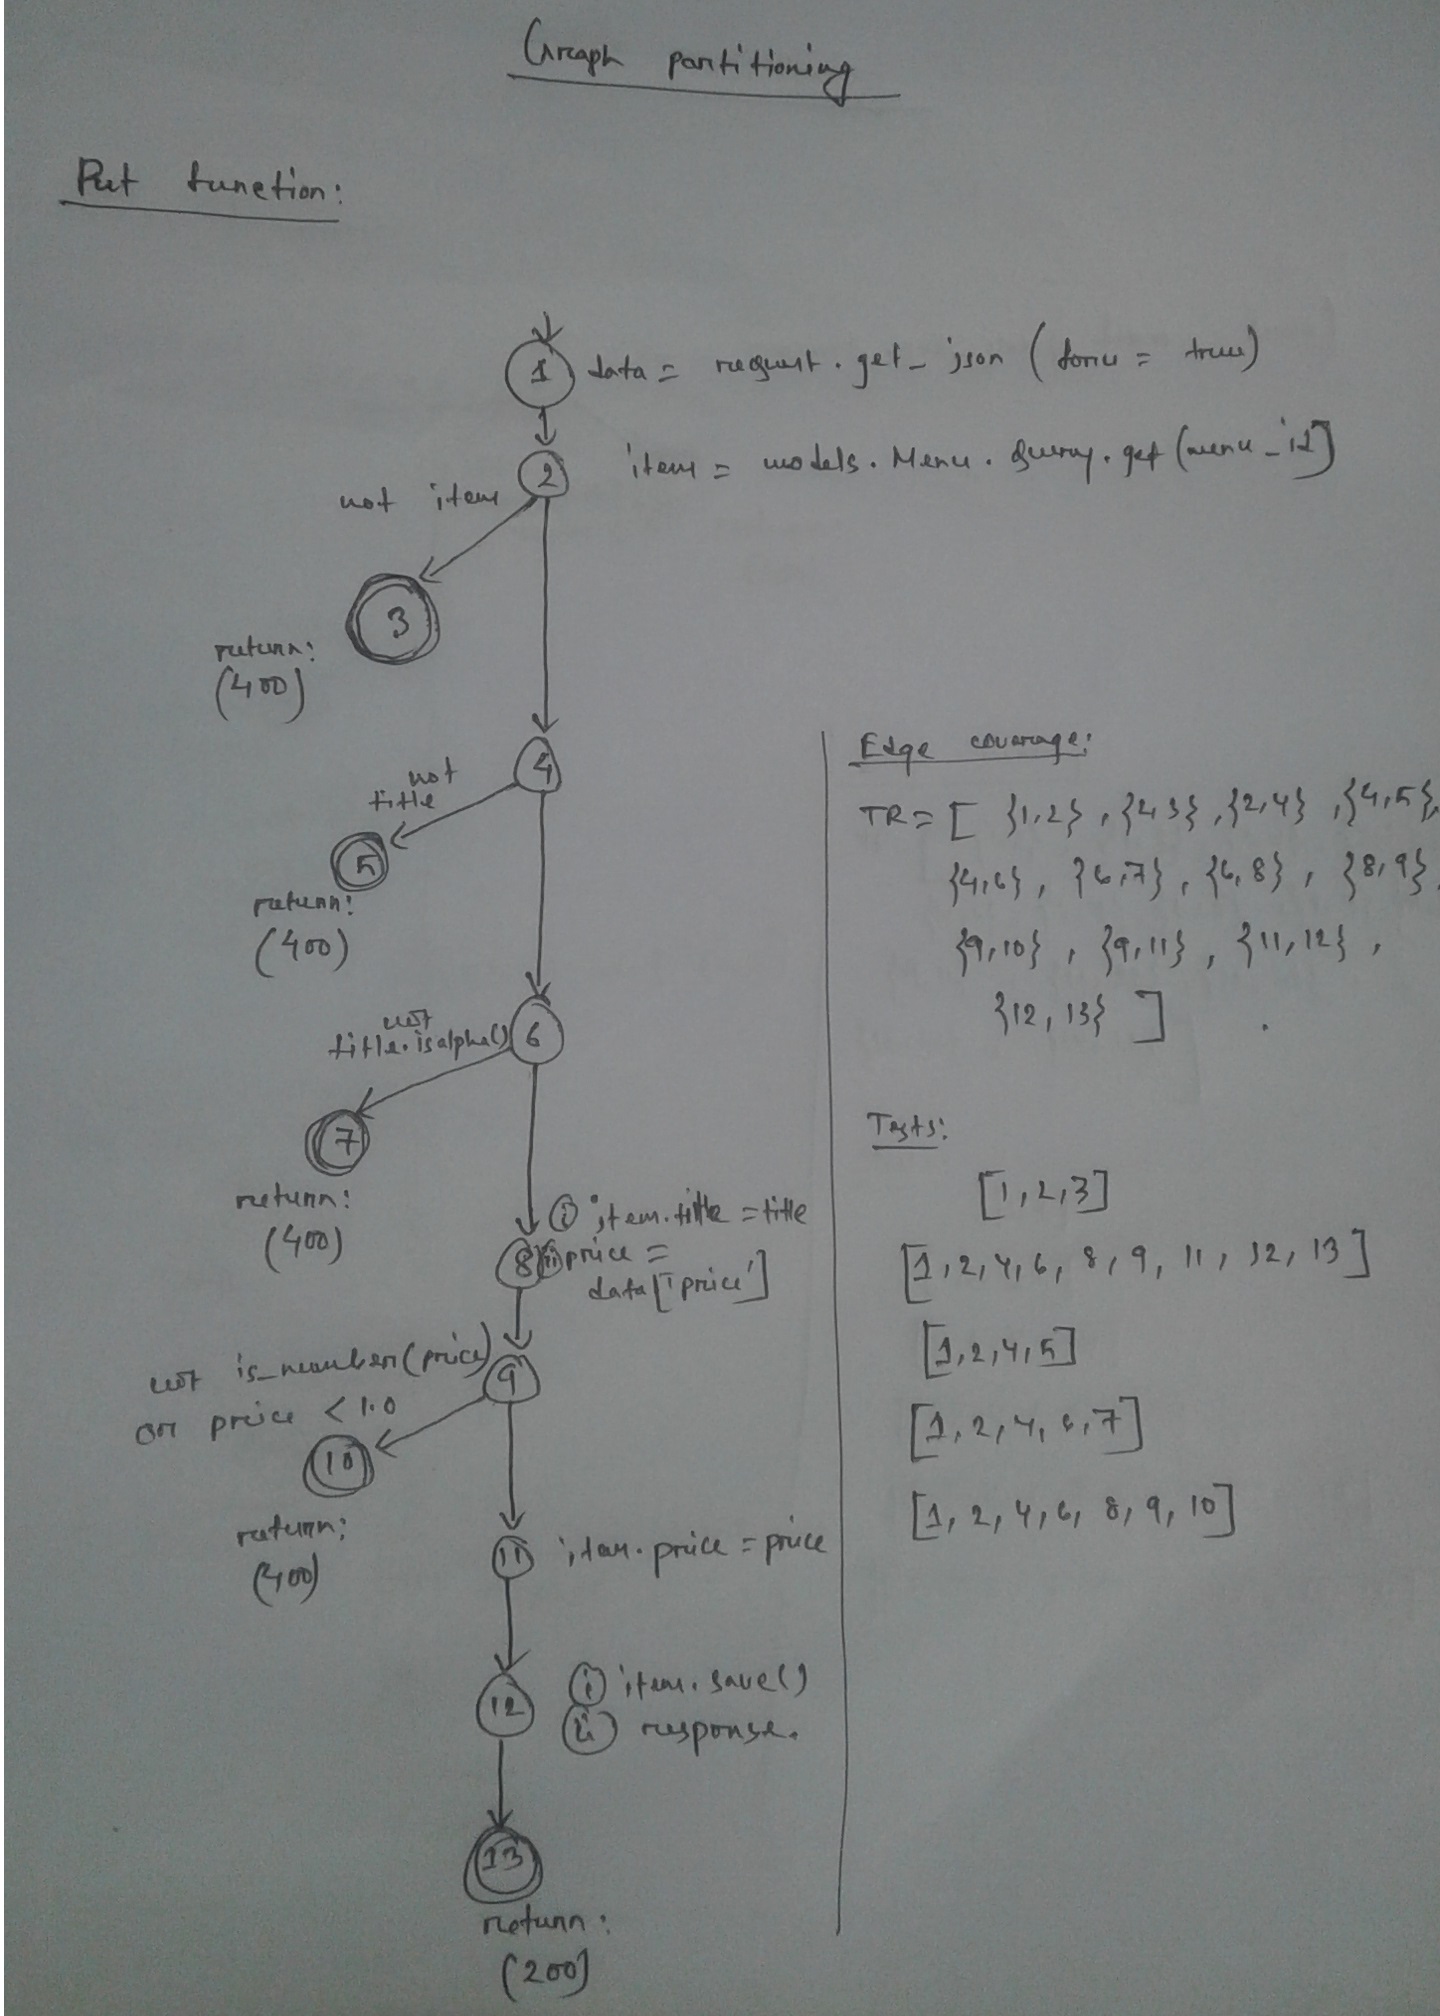 Graph partitioning
Put function:
1 data = request.get_json (force = true)
2 item = models.Menu.Query.get (menu_id]
not item
3
return:
(400)
4
not
title
5
return:
(400)
not
title.isalpha() 6
7
return:
(400)
8 i item.title = title
ii price =
data['price']
not is_number(price)
or price < 1.0
9
10
return:
(400)
11 item.price = price
12 i item.save()
ii response.
13
return:
(200)
Edge coverage:
TR = [ {1,2}, {2,3}, {2,4}, {4,5},
{4,6}, {6,7}, {6,8}, {8,9},
{9,10}, {9,11}, {11,12},
{12,13} ]
Tests:
[1,2,3]
[1,2,4,6,8,9,11,12,13]
[1,2,4,5]
[1,2,4,6,7]
[1,2,4,6,8,9,10]